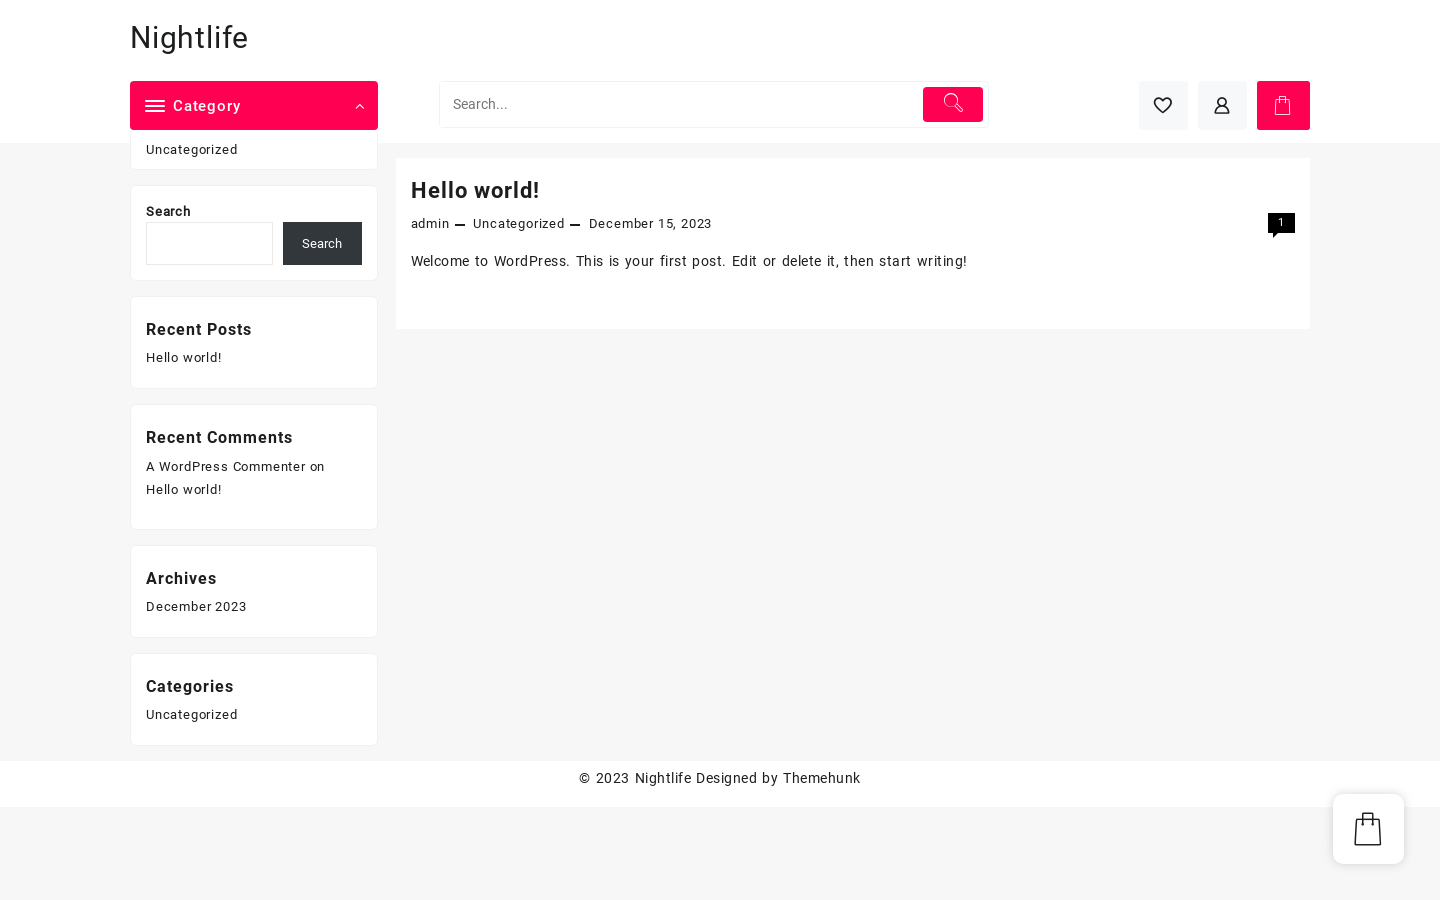 Nightlife
Category
Search...
Uncategorized
Search
Search
Recent Posts
Hello world!
Recent Comments
A WordPress Commenter on
Hello world!
Archives
December 2023
Categories
Uncategorized
Hello world!
admin — Uncategorized — December 15, 2023
1
Welcome to WordPress. This is your first post. Edit or delete it, then start writing!
© 2023 Nightlife Designed by Themehunk